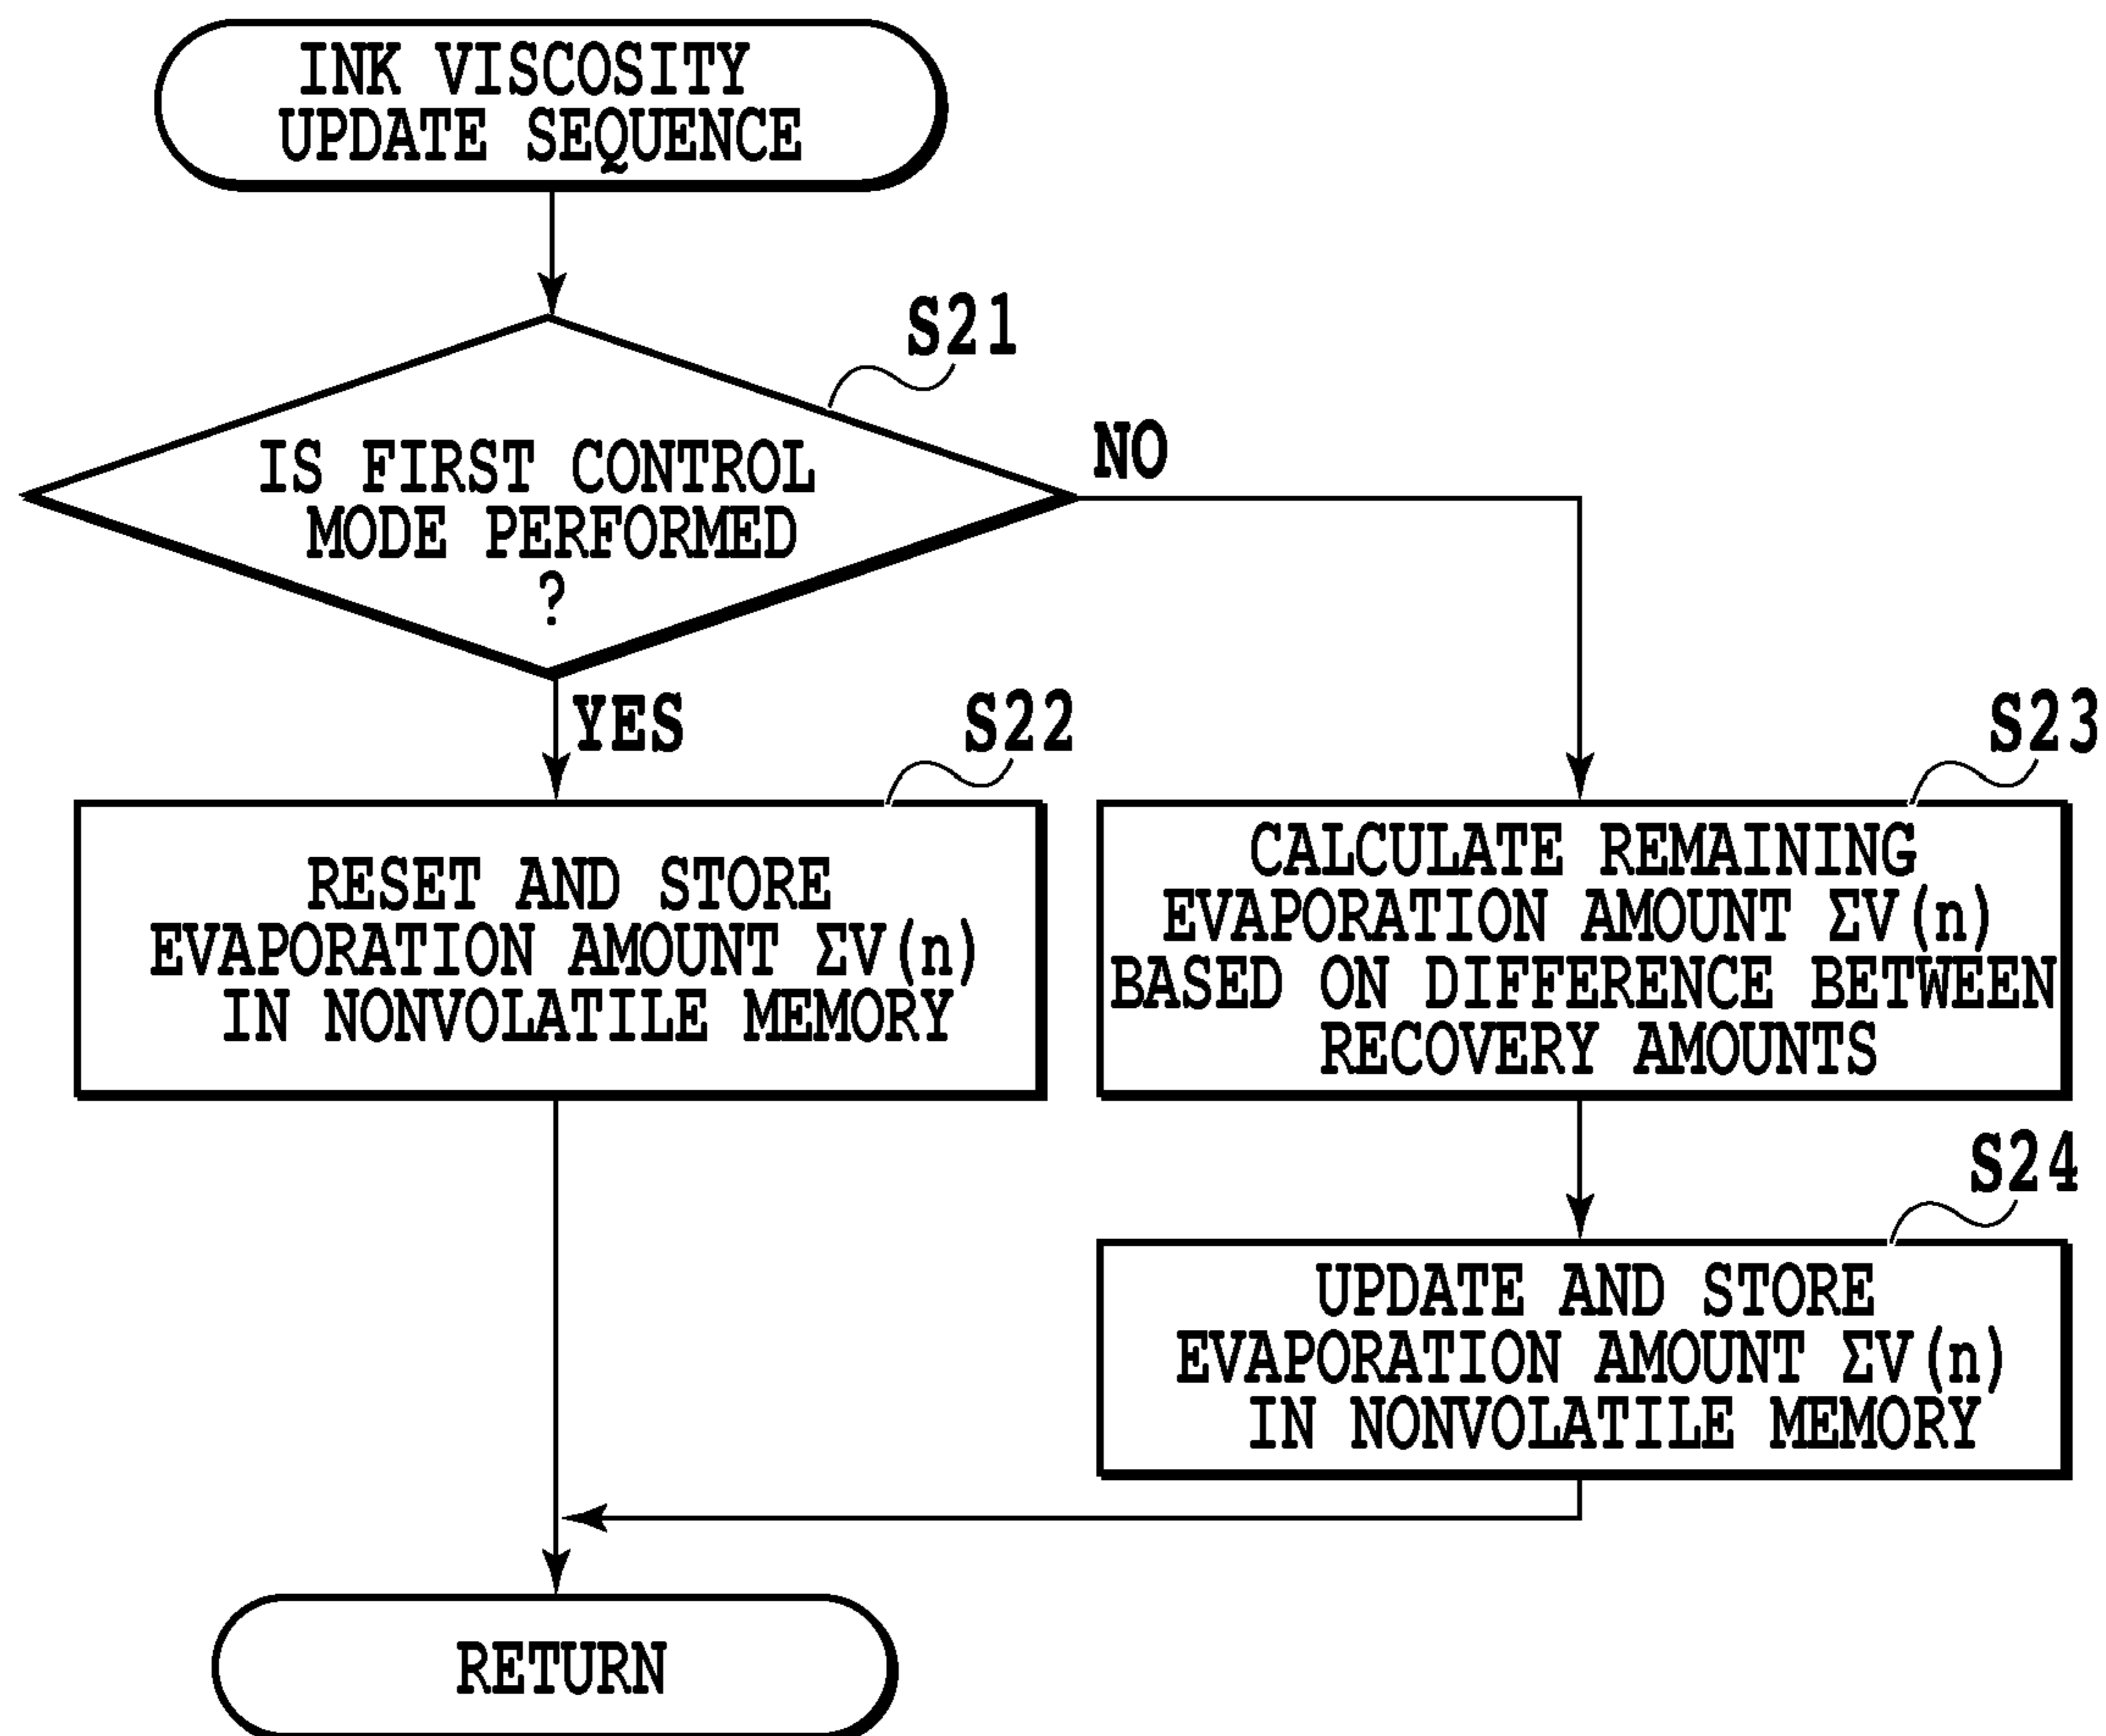 INK VISCOSITY
UPDATE SEQUENCE
S21
IS FIRST CONTROL
MODE PERFORMED
?
NO
YES
S22
RESET AND STORE
EVAPORATION AMOUNT ΣV(n)
IN NONVOLATILE MEMORY
S23
CALCULATE REMAINING
EVAPORATION AMOUNT ΣV(n)
BASED ON DIFFERENCE BETWEEN
RECOVERY AMOUNTS
S24
UPDATE AND STORE
EVAPORATION AMOUNT ΣV(n)
IN NONVOLATILE MEMORY
RETURN